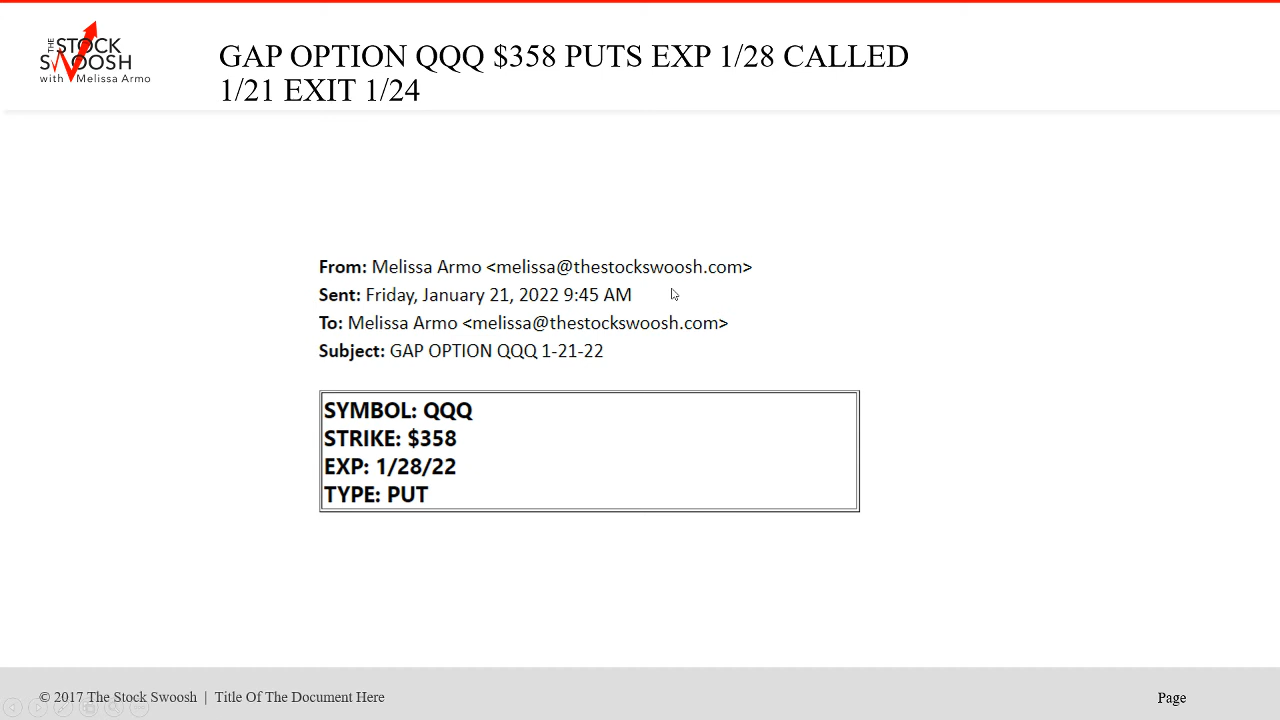 THE
STOCK
SWOOSH
with Melissa Armo
GAP OPTION QQQ $358 PUTS EXP 1/28 CALLED
1/21 EXIT 1/24
From: Melissa Armo <melissa@thestockswoosh.com>
Sent: Friday, January 21, 2022 9:45 AM
To: Melissa Armo <melissa@thestockswoosh.com>
Subject: GAP OPTION QQQ 1-21-22
SYMBOL: QQQ
STRIKE: $358
EXP: 1/28/22
TYPE: PUT
© 2017 The Stock Swoosh | Title Of The Document Here
Page